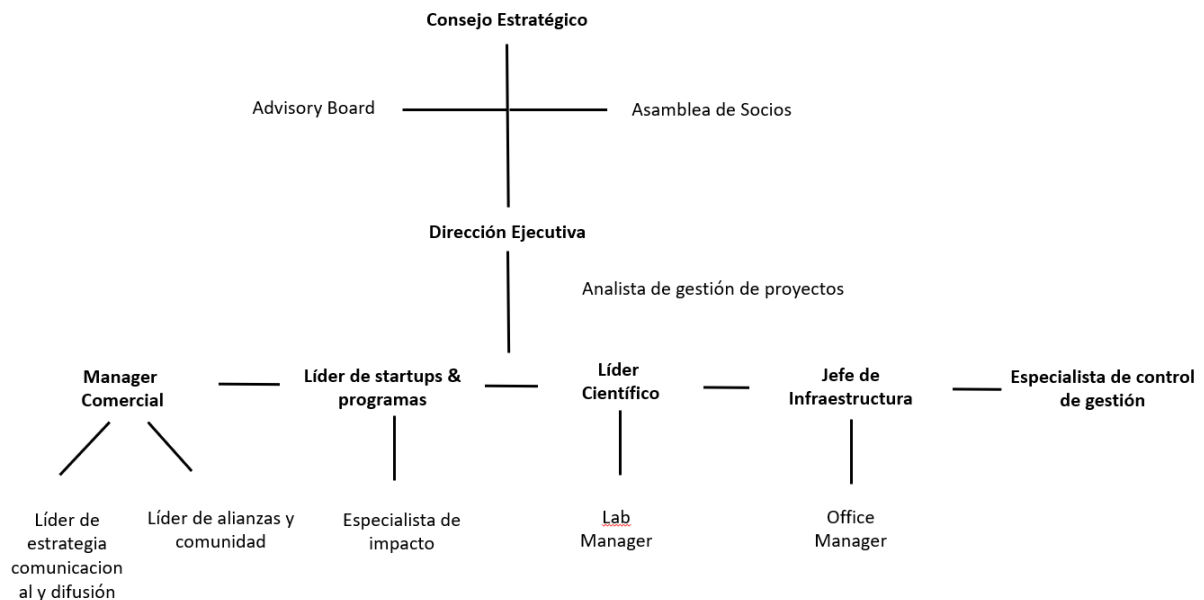 Consejo Estratégico
Advisory Board
Asamblea de Socios
Dirección Ejecutiva
Analista de gestión de proyectos
Manager
Comercial
Líder de startups &
programas
Líder
Científico
Jefe de
Infraestructura
Especialista de control
de gestión
Líder de
estrategia
comunicacion
al y difusión
Líder de alianzas y
comunidad
Especialista de
impacto
Lab
Manager
Office
Manager